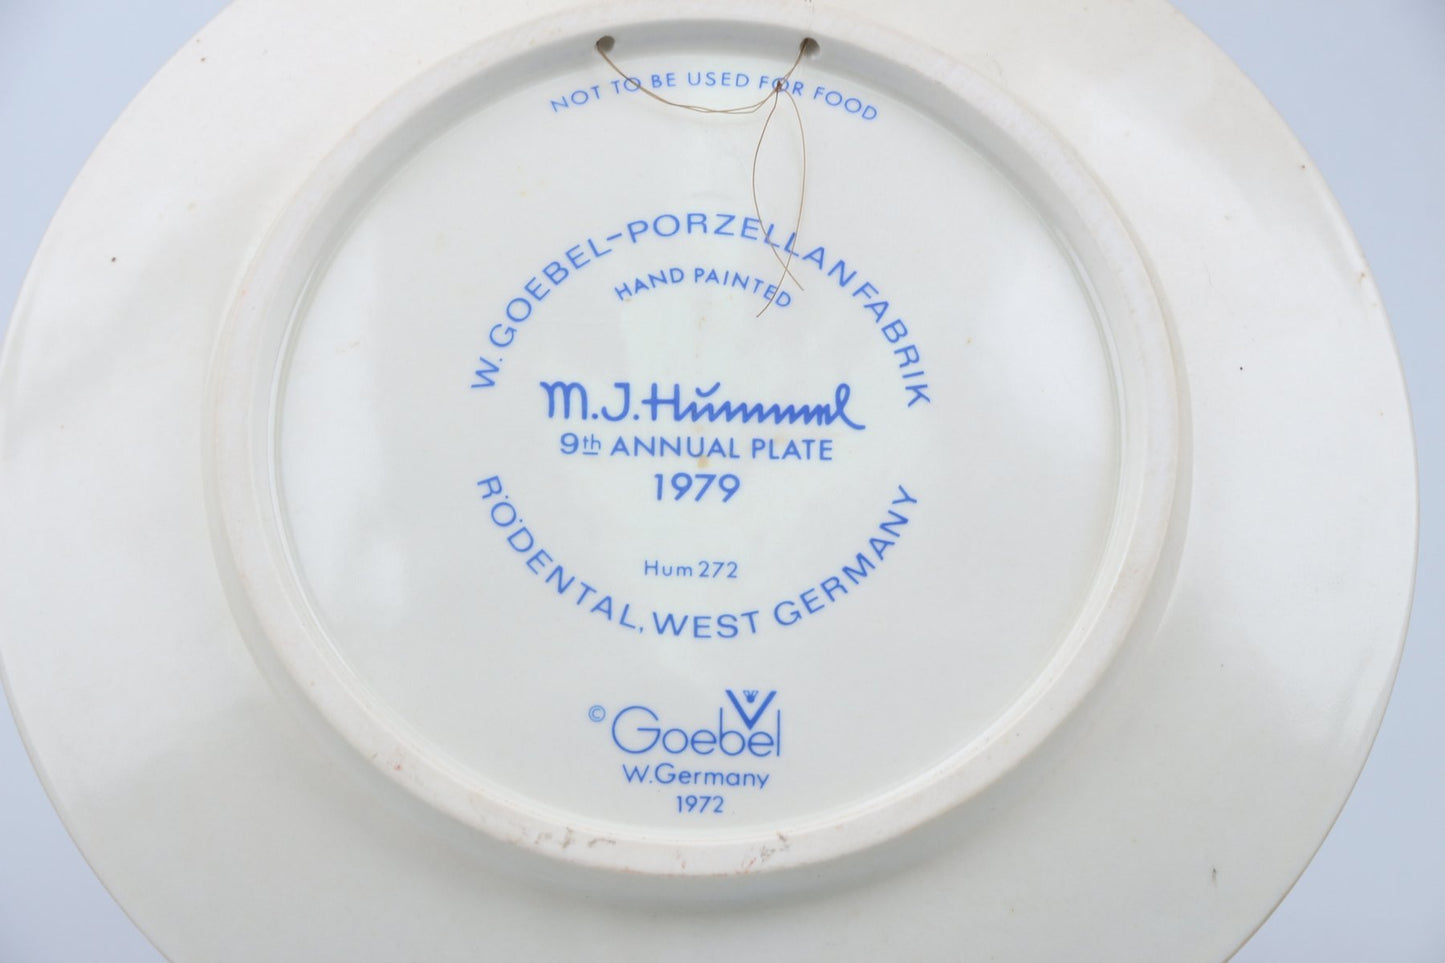 NOT TO BE USED FOR FOOD
W. GOEBEL-PORZELLANFABRIK
HAND PAINTED
M.J.Hummel
9th ANNUAL PLATE
1979
Hum 272
RÖDENTAL, WEST GERMANY
© Goebel
W.Germany
1972